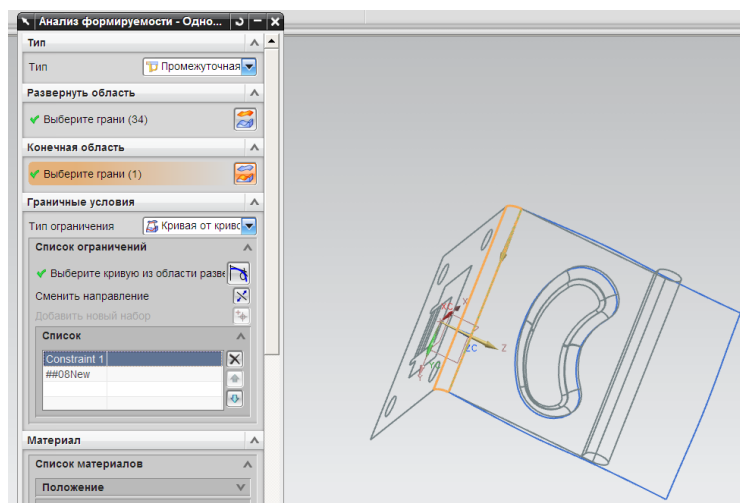 Анализ формируемости - Одно...
Тип
Тип Промежуточная
Развернуть область
Выберите грани (34)
Конечная область
Выберите грани (1)
Граничные условия
Тип ограничения Кривая от криво
Список ограничений
Выберите кривую из области разве
Сменить направление
Добавить новый набор
Список
Constraint 1
##08New
Материал
Список материалов
Положение
X
Z
ZC